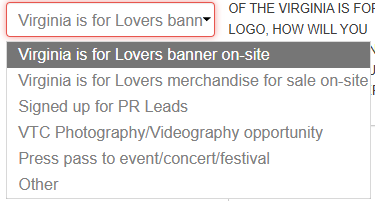 Virginia is for Lovers bann
OF THE VIRGINIA IS FOR
LOGO, HOW WILL YOU
Virginia is for Lovers banner on-site
Virginia is for Lovers merchandise for sale on-site
Signed up for PR Leads
VTC Photography/Videography opportunity
Press pass to event/concert/festival
Other